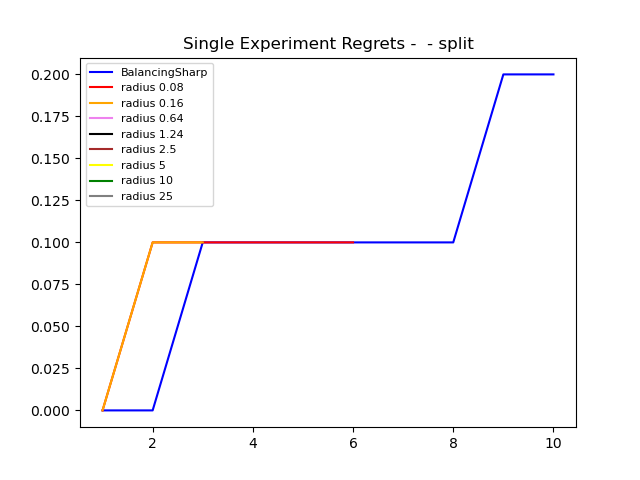 Single Experiment Regrets -  - split
0.200
0.175
0.150
0.125
0.100
0.075
0.050
0.025
0.000
BalancingSharp
radius 0.08
radius 0.16
radius 0.64
radius 1.24
radius 2.5
radius 5
radius 10
radius 25
2 4 6 8 10